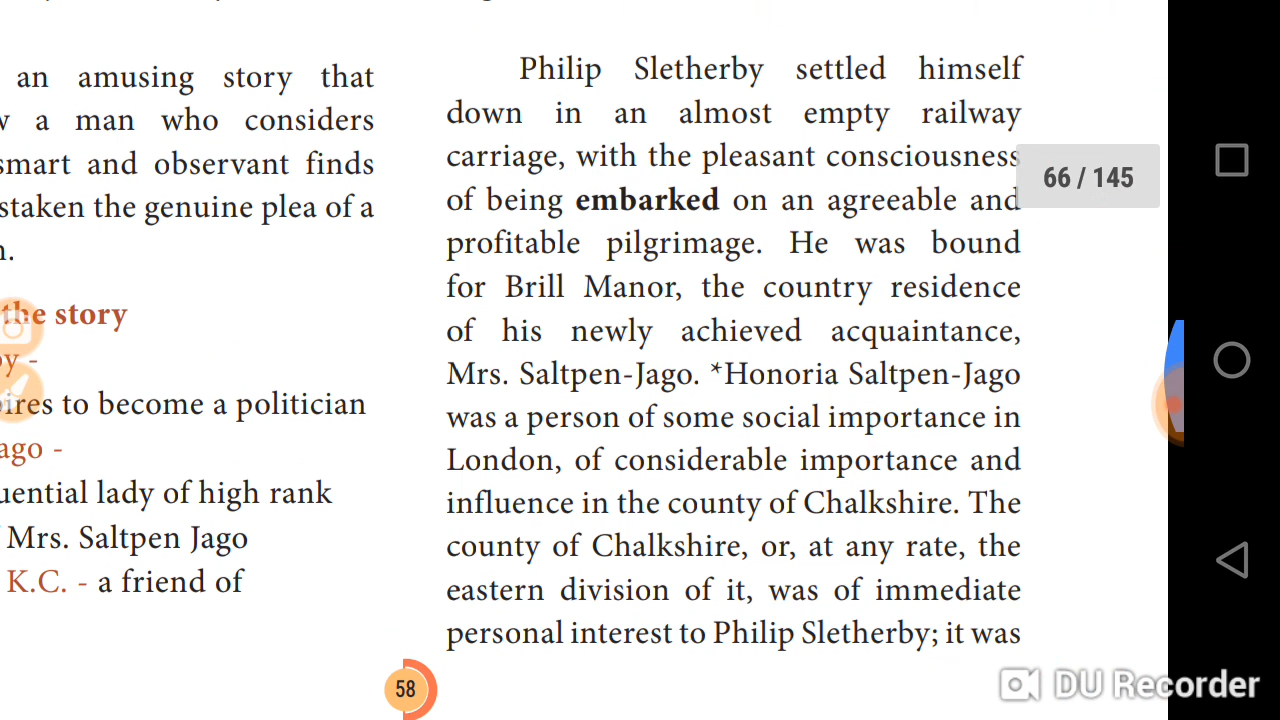 an amusing story that
a man who considers
smart and observant finds
the genuine plea of a
the story
-
to become a politician
-
lady of high rank
Mrs. Saltpen Jago
K.C. - a friend of
58
Philip Sletherby settled himself
down in an almost empty railway
carriage, with the pleasant consciousness
of being embarked on an agreeable and
profitable pilgrimage. He was bound
for Brill Manor, the country residence
of his newly achieved acquaintance,
Mrs. Saltpen-Jago. *Honoria Saltpen-Jago
was a person of some social importance in
London, of considerable importance and
influence in the county of Chalkshire. The
county of Chalkshire, or, at any rate, the
eastern division of it, was of immediate
personal interest to Philip Sletherby; it was
66 / 145
DU Recorder